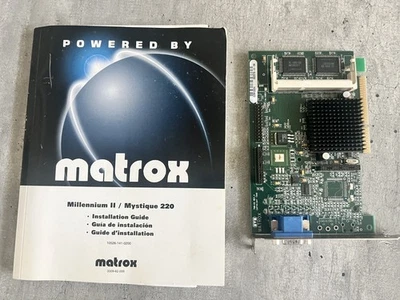 POWERED BY
matrox
Millennium II / Mystique 220
· Installation Guide
· Guía de instalación
· Guide d'installation
matrox